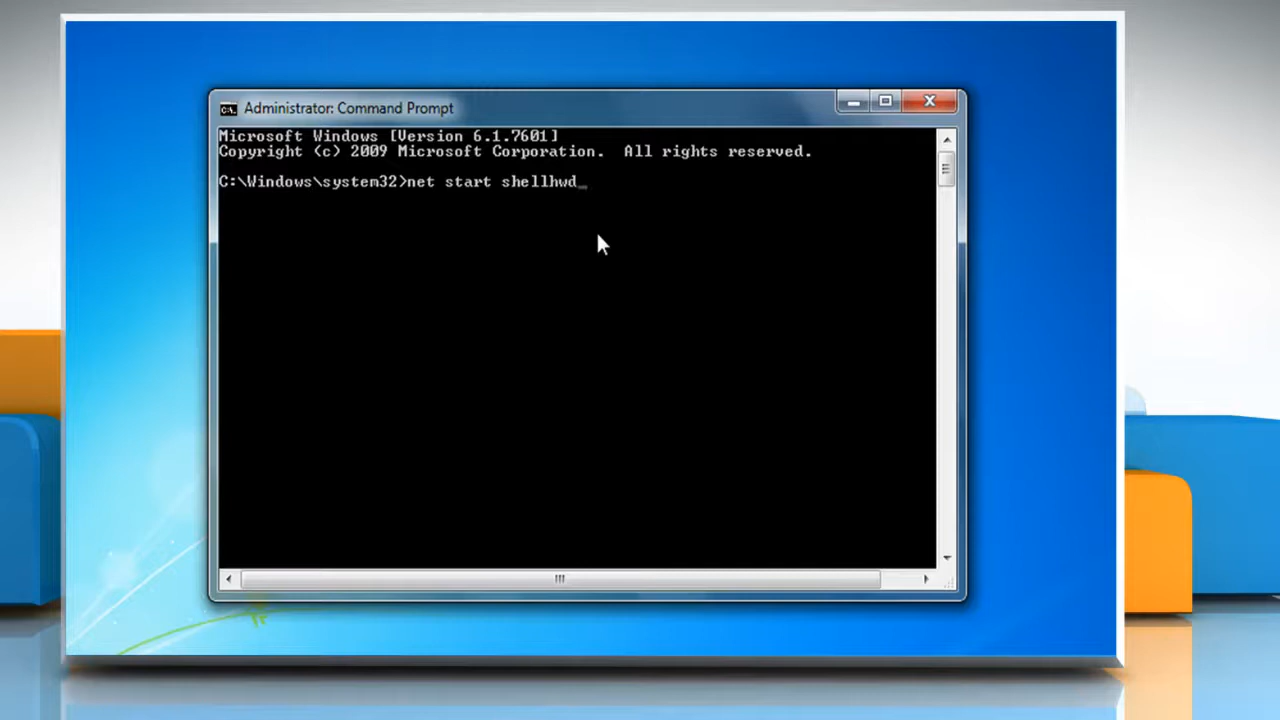 Administrator: Command Prompt
Microsoft Windows [Version 6.1.7601]
Copyright (c) 2009 Microsoft Corporation.  All rights reserved.
C:\Windows\system32>net start shellhwd_